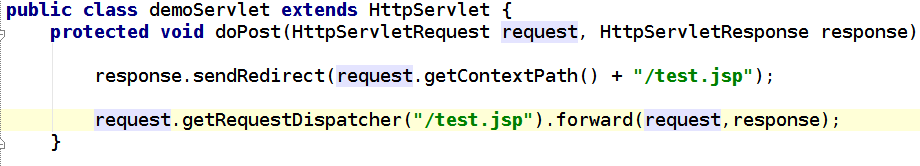 public class demoServlet extends HttpServlet {
protected void doPost(HttpServletRequest request, HttpServletResponse response)
response.sendRedirect(request.getContextPath() + "/test.jsp");
request.getRequestDispatcher("/test.jsp").forward(request,response);
}